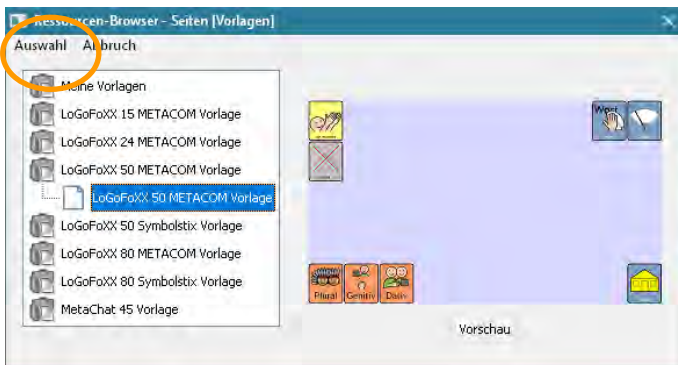 Ressourcen-Browser - Seiten [Vorlagen]
Auswahl Abbruch
Meine Vorlagen
LoGoFoXX 15 METACOM Vorlage
LoGoFoXX 24 METACOM Vorlage
LoGoFoXX 50 METACOM Vorlage
LoGoFoXX 50 METACOM Vorlage
LoGoFoXX 50 Symbolstix Vorlage
LoGoFoXX 80 METACOM Vorlage
LoGoFoXX 80 Symbolstix Vorlage
MetaChat 45 Vorlage
Wort
Plural Genitiv Dativ
Vorschau